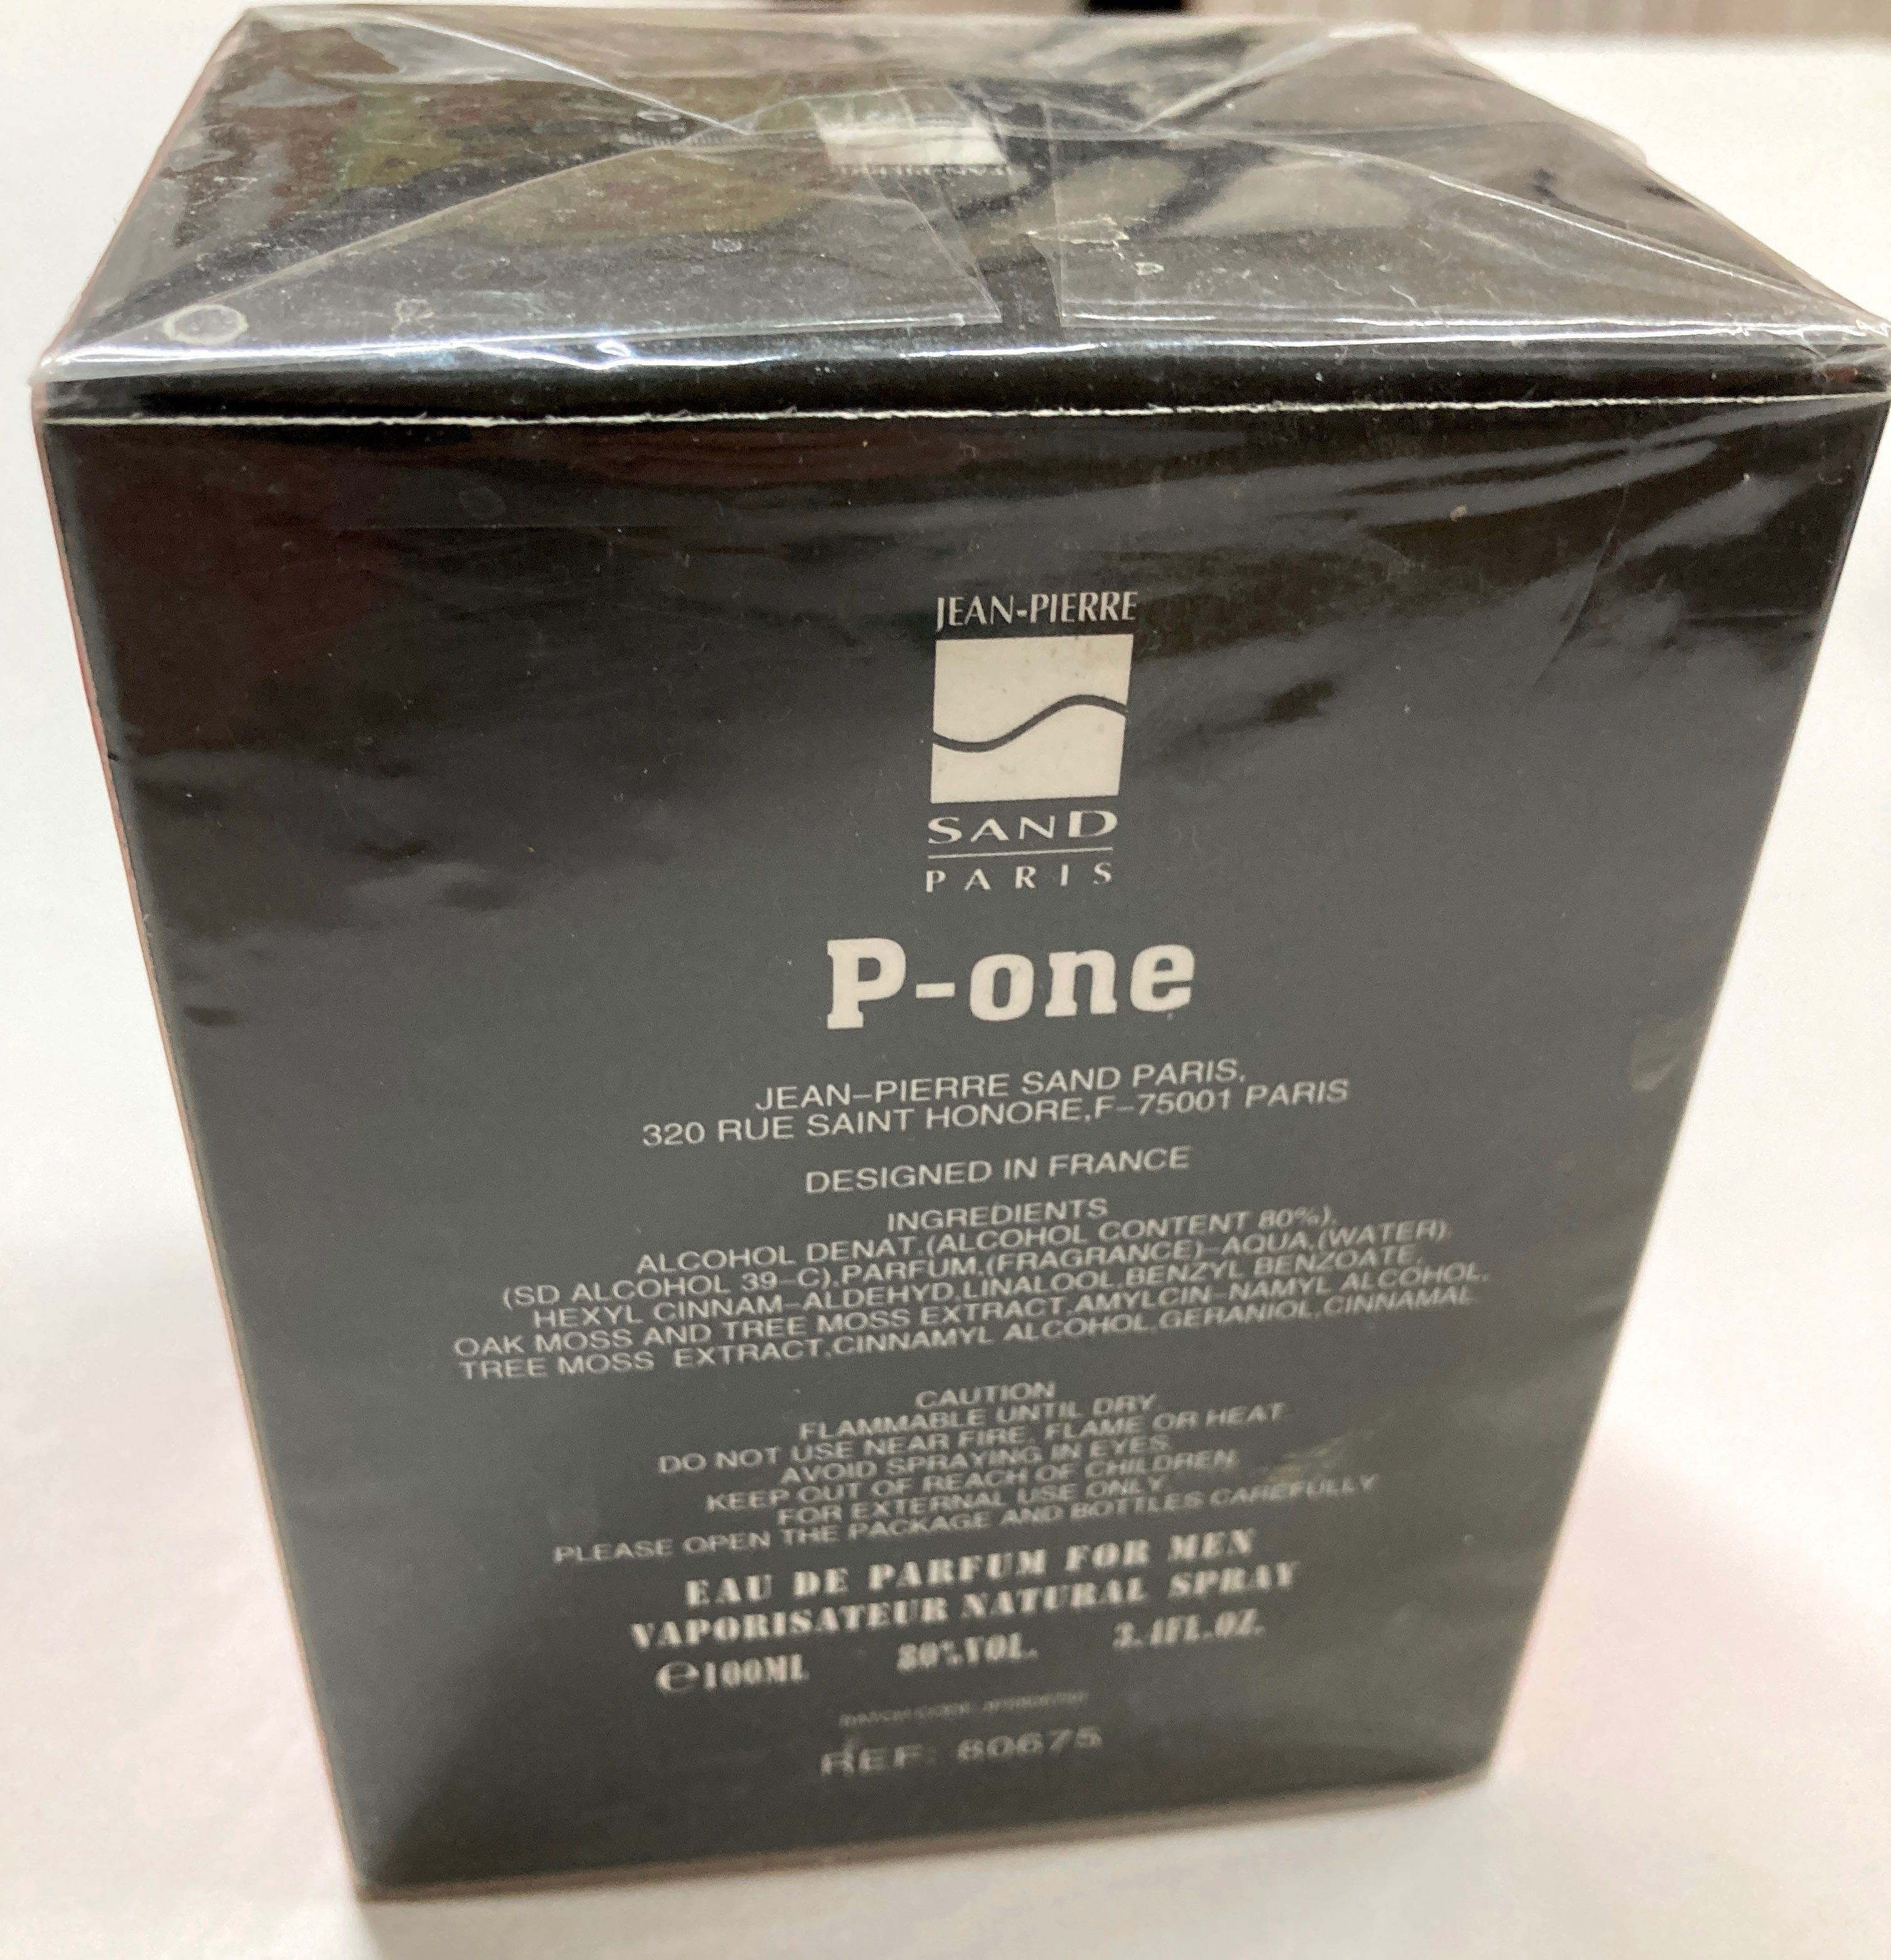 JEAN-PIERRE
SAND
PARIS
P-one
JEAN-PIERRE SAND PARIS,
320 RUE SAINT HONORE,F-75001 PARIS
DESIGNED IN FRANCE
INGREDIENTS
ALCOHOL DENAT.(ALCOHOL CONTENT 80%),
(SD ALCOHOL 39-C),PARFUM,(FRAGRANCE)-AQUA,(WATER),
HEXYL CINNAM-ALDEHYD,LINALOOL,BENZYL BENZOATE,
OAK MOSS AND TREE MOSS EXTRACT,AMYLCIN-NAMYL ALCOHOL,
TREE MOSS EXTRACT,CINNAMYL ALCOHOL,GERANIOL,CINNAMAL
CAUTION
FLAMMABLE UNTIL DRY
DO NOT USE NEAR FIRE, FLAME OR HEAT
AVOID SPRAYING IN EYES
KEEP OUT OF REACH OF CHILDREN
FOR EXTERNAL USE ONLY
PLEASE OPEN THE PACKAGE AND BOTTLES CAREFULLY
EAU DE PARFUM FOR MEN
VAPORISATEUR NATURAL SPRAY
℮100ML 80%VOL. 3.4FL.OZ.
REF: 60675